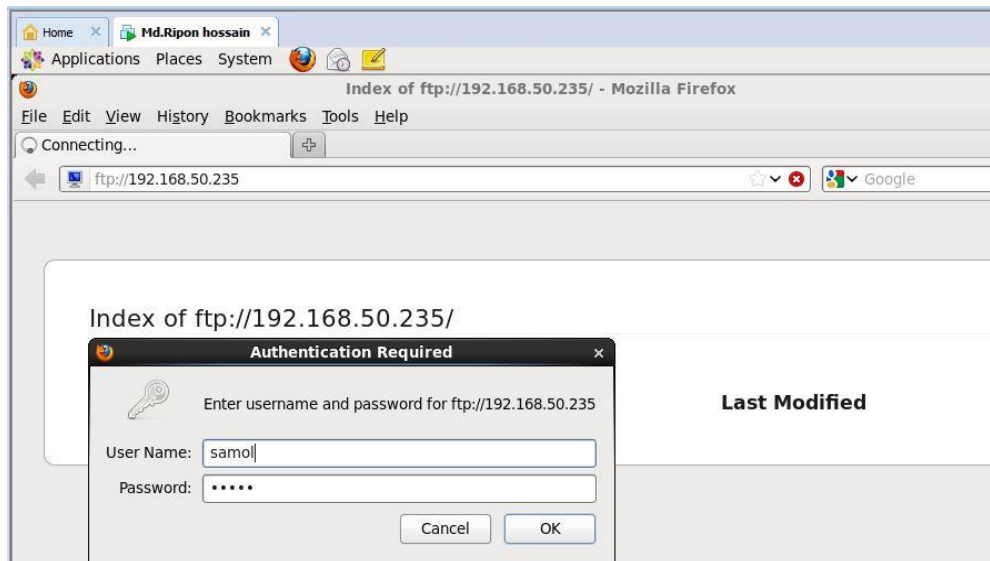 Home Md.Ripon hossain
Applications Places System
Index of ftp://192.168.50.235/ - Mozilla Firefox
File Edit View History Bookmarks Tools Help
Connecting...
ftp://192.168.50.235 Google
Index of ftp://192.168.50.235/
Authentication Required
Enter username and password for ftp://192.168.50.235
Last Modified
User Name: samol
Password: •••••
Cancel OK